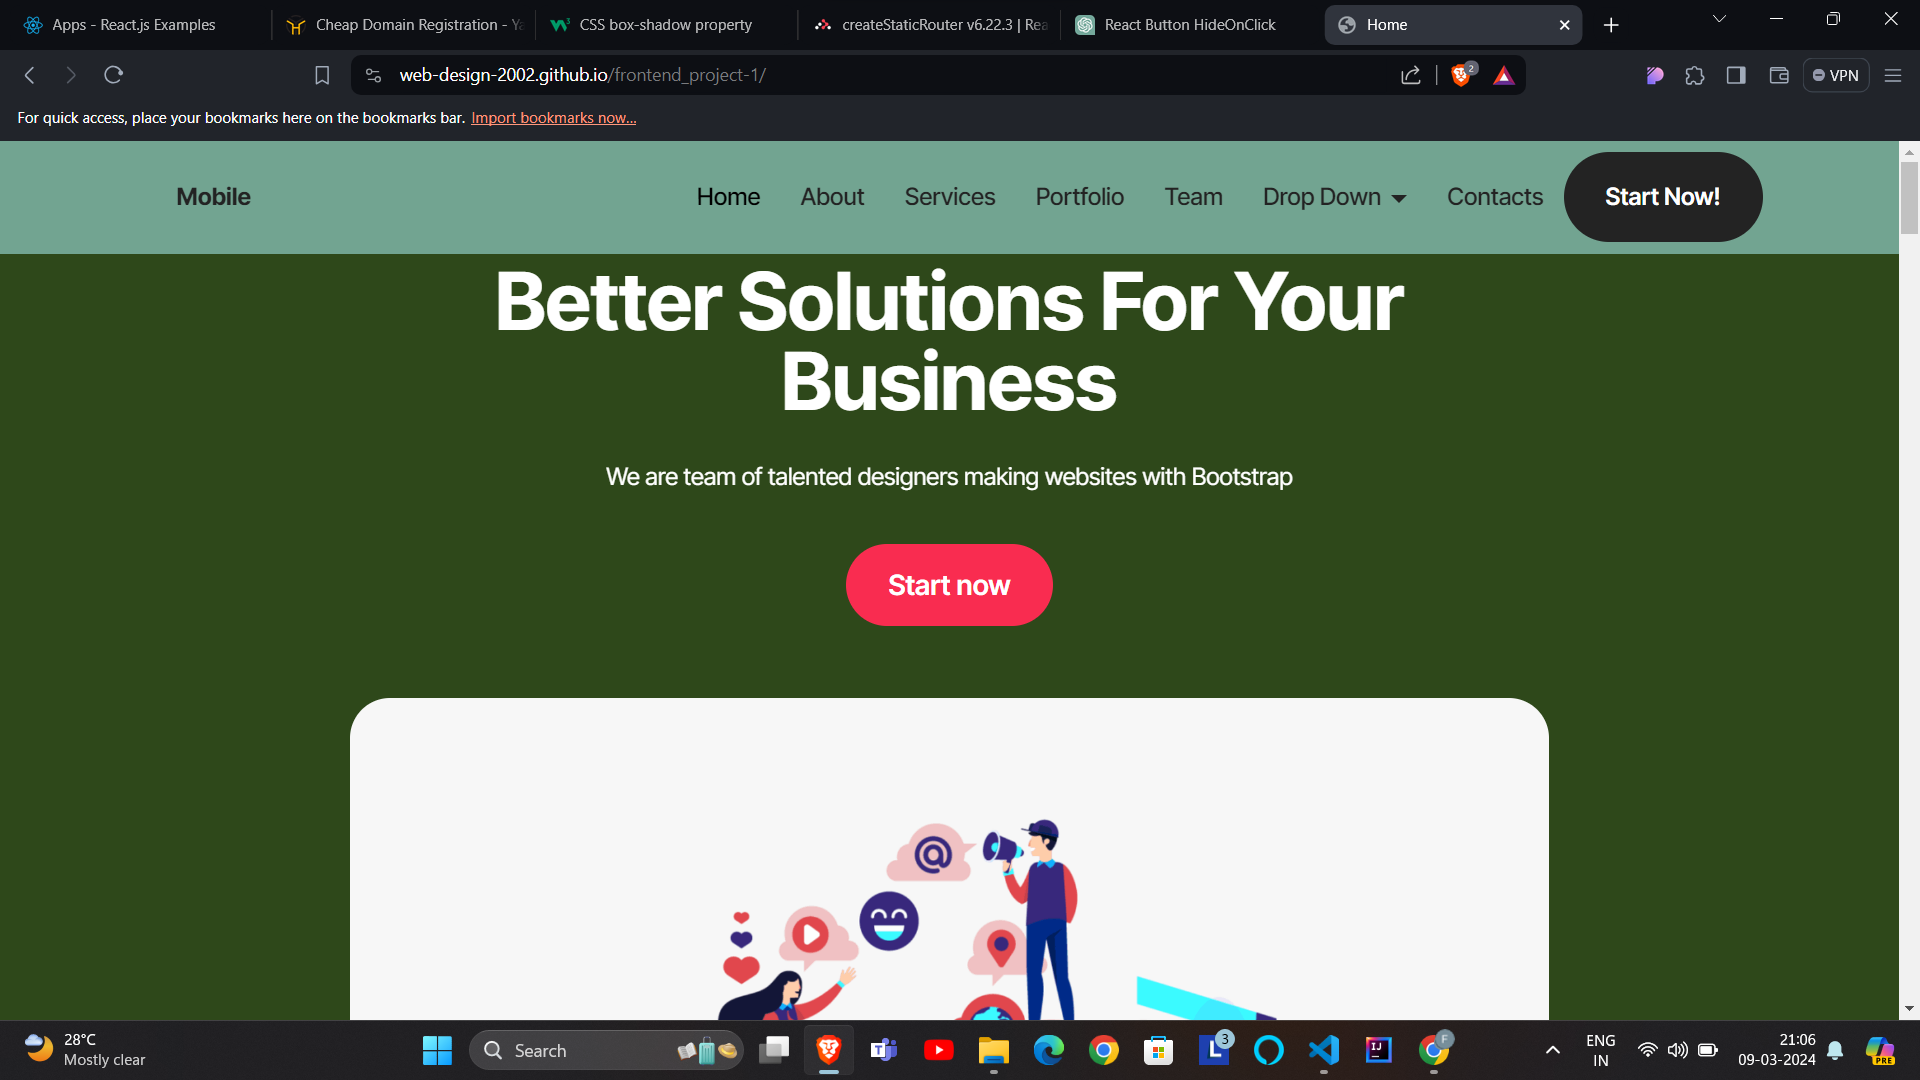 Apps - React.js Examples
Cheap Domain Registration - Ya
CSS box-shadow property
createStaticRouter v6.22.3 | Rea
React Button HideOnClick
Home
web-design-2002.github.io/frontend_project-1/
2
VPN
For quick access, place your bookmarks here on the bookmarks bar. Import bookmarks now...
Mobile
Home
About
Services
Portfolio
Team
Drop Down
Contacts
Start Now!
Better Solutions For Your
Business
We are team of talented designers making websites with Bootstrap
Start now
@
28°C
Mostly clear
Search
L
3
IJ
F
ENG
IN
21:06
09-03-2024
PRE